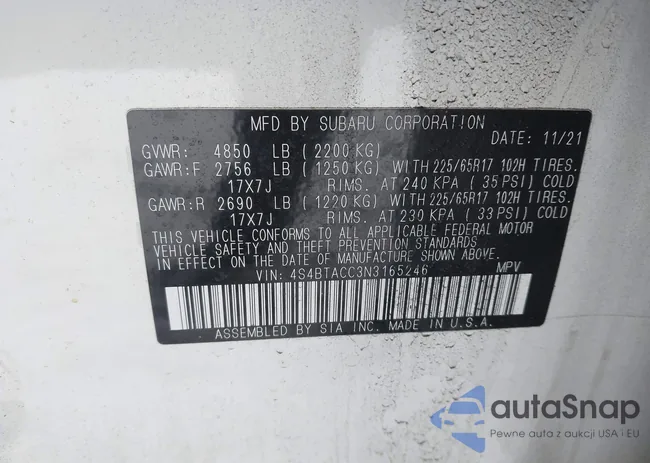 MFD BY SUBARU CORPORATION
DATE: 11/21
GVWR: 4850 LB (2200 KG)
GAWR:F 2756 LB (1250 KG) WITH 225/65R17 102H TIRES.
17X7J RIMS. AT 240 KPA (35 PSI) COLD
GAWR:R 2690 LB (1220 KG) WITH 225/65R17 102H TIRES.
17X7J RIMS. AT 230 KPA (33 PSI) COLD
THIS VEHICLE CONFORMS TO ALL APPLICABLE FEDERAL MOTOR
VEHICLE SAFETY AND THEFT PREVENTION STANDARDS
IN EFFECT ON THE DATE OF MANUFACTURE SHOWN ABOVE.
VIN: 4S4BTACC3N3165246 MPV
ASSEMBLED BY SIA INC. MADE IN U.S.A.
autaSnap
Pewne auta z aukcji USA i EU